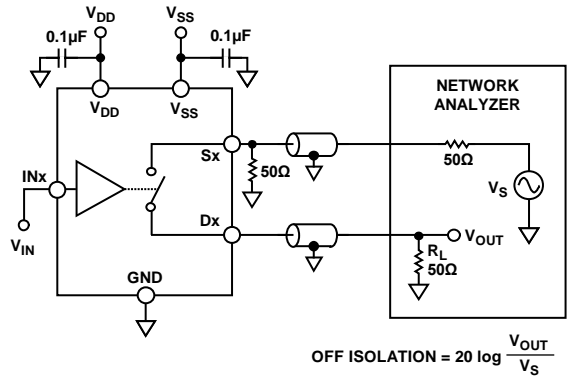 VDD
VSS
0.1µF
0.1µF
VDD
VSS
NETWORK
ANALYZER
INx
Sx
50Ω
50Ω
VS
VIN
Dx
VOUT
RL
50Ω
GND
OFF ISOLATION = 20 log VOUT
VS